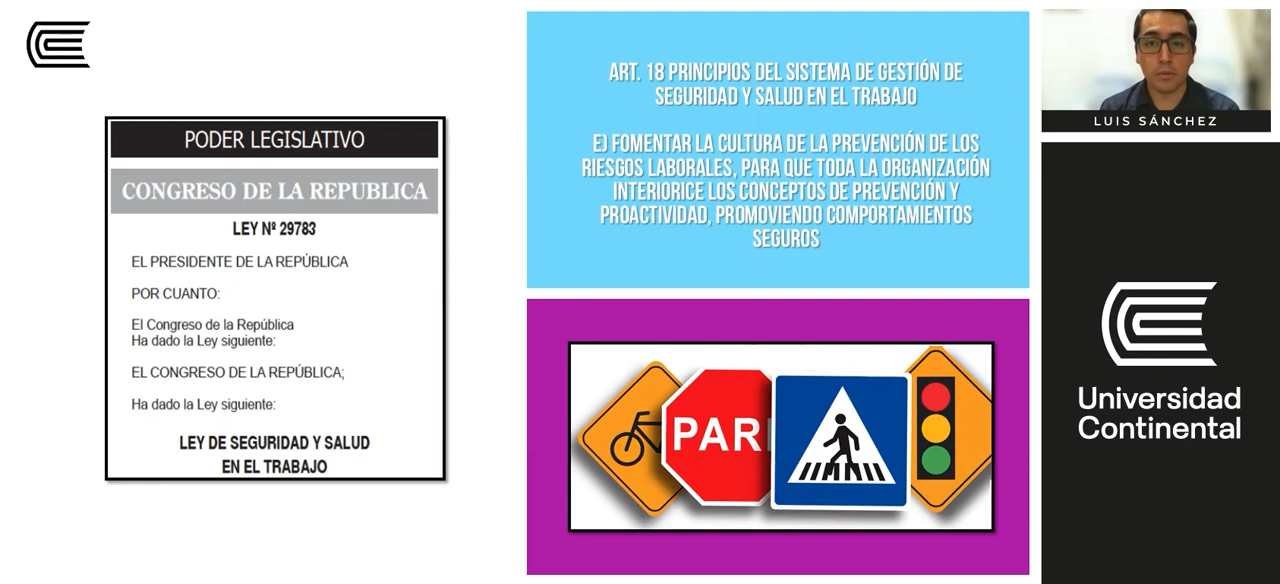 PODER LEGISLATIVO
CONGRESO DE LA REPUBLICA
LEY Nº 29783
EL PRESIDENTE DE LA REPÚBLICA
POR CUANTO:
El Congreso de la República
Ha dado la Ley siguiente:
EL CONGRESO DE LA REPÚBLICA;
Ha dado la Ley siguiente:
LEY DE SEGURIDAD Y SALUD
EN EL TRABAJO
ART. 18 PRINCIPIOS DEL SISTEMA DE GESTIÓN DE
SEGURIDAD Y SALUD EN EL TRABAJO
E) FOMENTAR LA CULTURA DE LA PREVENCIÓN DE LOS
RIESGOS LABORALES, PARA QUE TODA LA ORGANIZACIÓN
INTERIORICE LOS CONCEPTOS DE PREVENCIÓN Y
PROACTIVIDAD, PROMOVIENDO COMPORTAMIENTOS
SEGUROS
PAR
LUIS SÁNCHEZ
Universidad
Continental